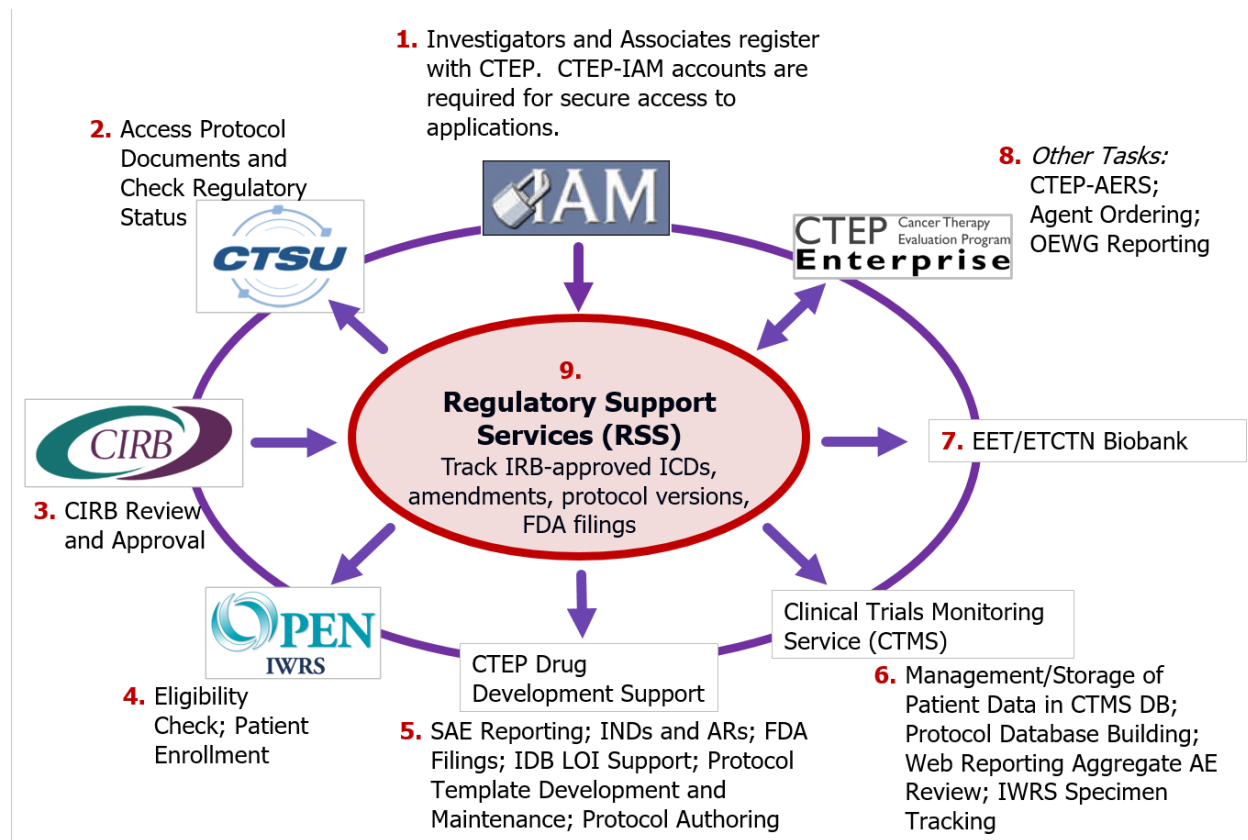 1. Investigators and Associates register
with CTEP. CTEP-IAM accounts are
required for secure access to
applications.
IAM
2. Access Protocol
Documents and
Check Regulatory
Status
CTSU
8. Other Tasks:
CTEP-AERS;
Agent Ordering;
OEWG Reporting
CTEP Cancer Therapy
Evaluation Program
Enterprise
9.
Regulatory Support
Services (RSS)
Track IRB-approved ICDs,
amendments, protocol versions,
FDA filings
CIRB
3. CIRB Review
and Approval
7. EET/ETCTN Biobank
OPEN
IWRS
4. Eligibility
Check; Patient
Enrollment
CTEP Drug
Development Support
5. SAE Reporting; INDs and ARs; FDA
Filings; IDB LOI Support; Protocol
Template Development and
Maintenance; Protocol Authoring
Clinical Trials Monitoring
Service (CTMS)
6. Management/Storage of
Patient Data in CTMS DB;
Protocol Database Building;
Web Reporting Aggregate AE
Review; IWRS Specimen
Tracking